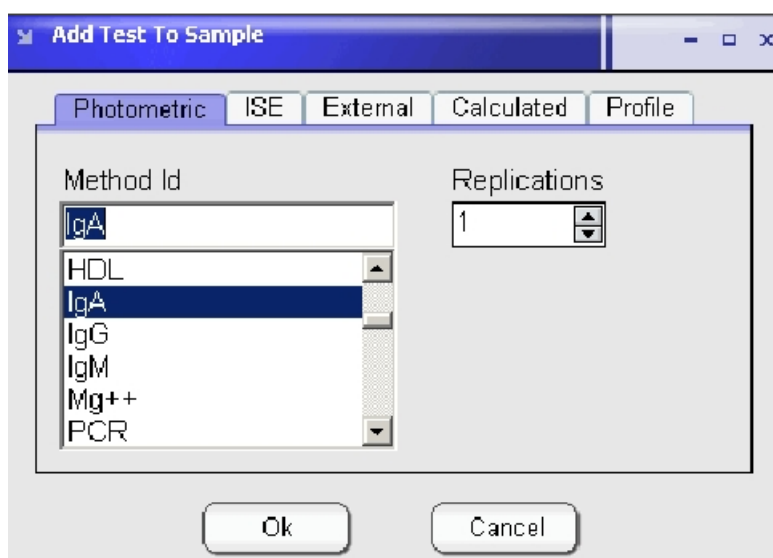 Add Test To Sample
Photometric ISE External Calculated Profile
Method Id Replications
IgA 1
HDL
IgA
IgG
IgM
Mg++
PCR
Ok Cancel